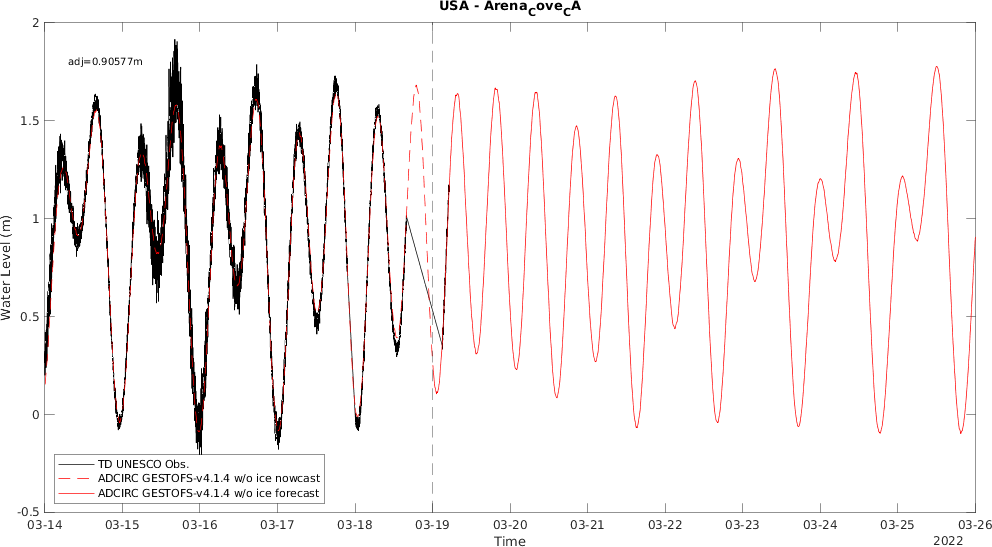 USA - ArenaCoveCA
adj=0.90577m
2
1.5
1
0.5
0
-0.5
Water Level (m)
TD UNESCO Obs.
ADCIRC GESTOFS-v4.1.4 w/o ice nowcast
ADCIRC GESTOFS-v4.1.4 w/o ice forecast
03-14 03-15 03-16 03-17 03-18 03-19 03-20 03-21 03-22 03-23 03-24 03-25 03-26
Time
2022